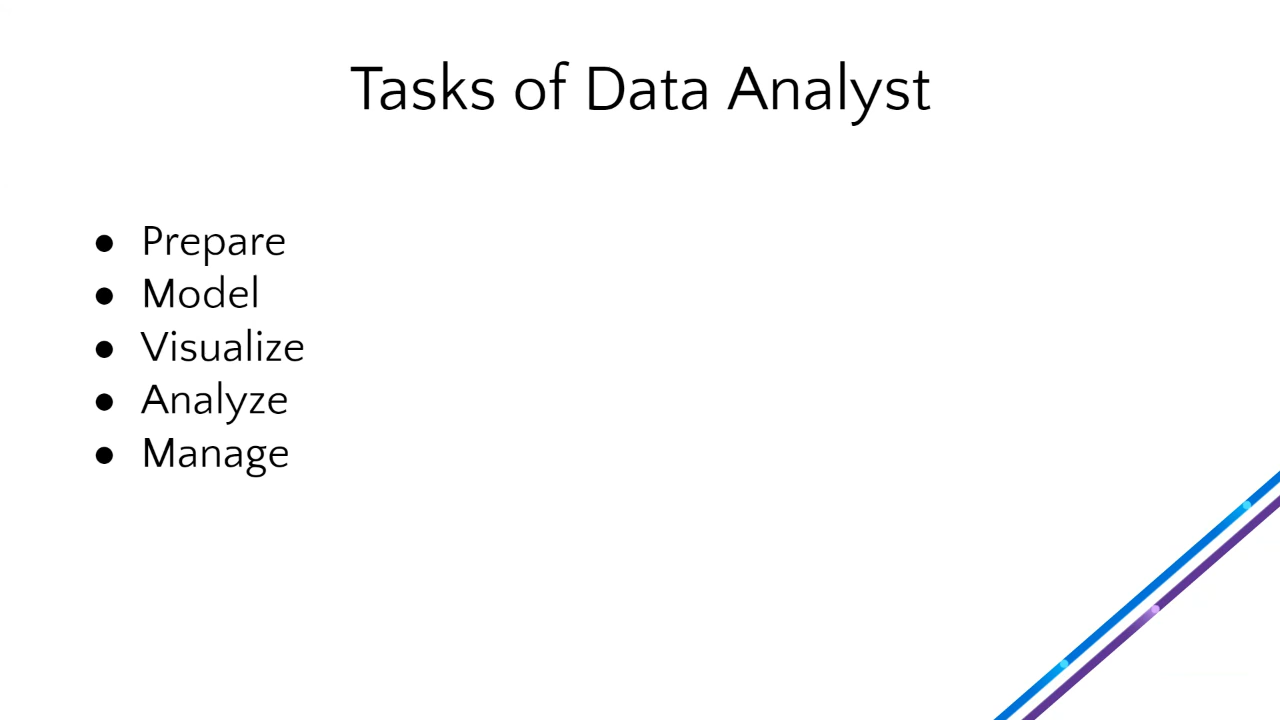 Tasks of Data Analyst
● Prepare
● Model
● Visualize
● Analyze
● Manage